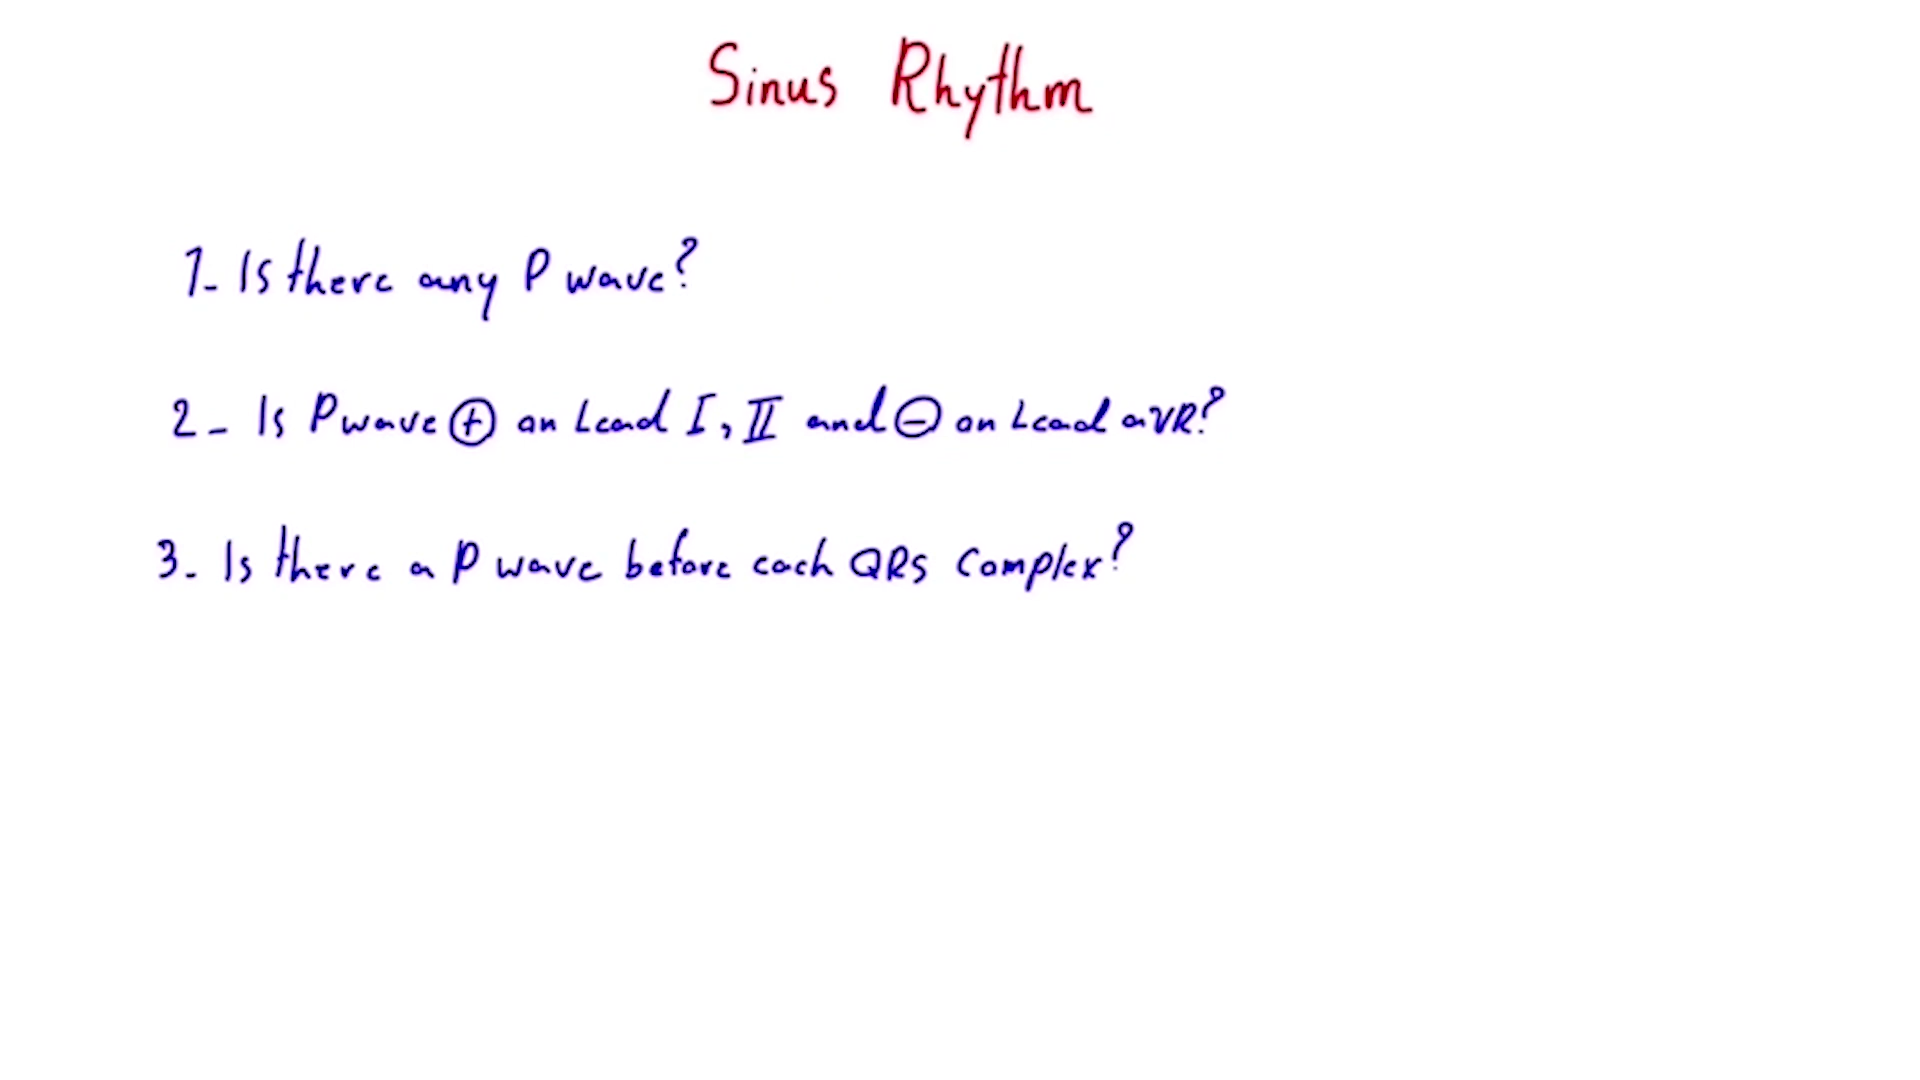 Sinus Rhythm
1- Is there any P wave?
2- Is P wave ⊕ on Lead I, II and ⊖ on Lead aVR?
3- Is there a P wave before each QRS Complex?